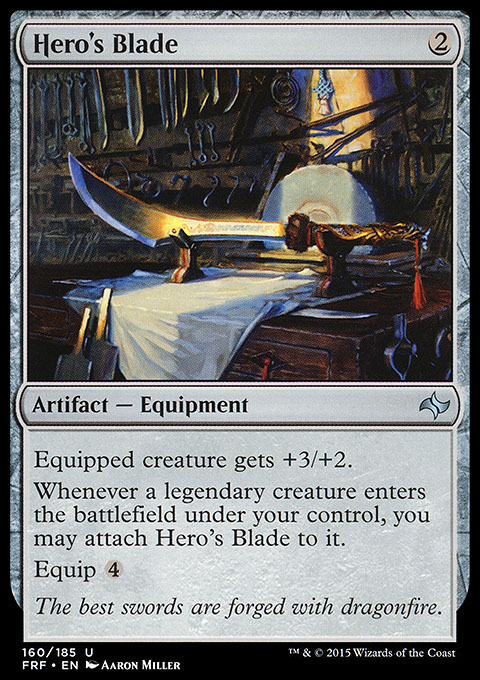 Hero's Blade 2
Artifact — Equipment
Equipped creature gets +3/+2.
Whenever a legendary creature enters
the battlefield under your control, you
may attach Hero's Blade to it.
Equip 4
The best swords are forged with dragonfire.
160/185 U
™ & © 2015 Wizards of the Coast
FRF • EN Aaron Miller